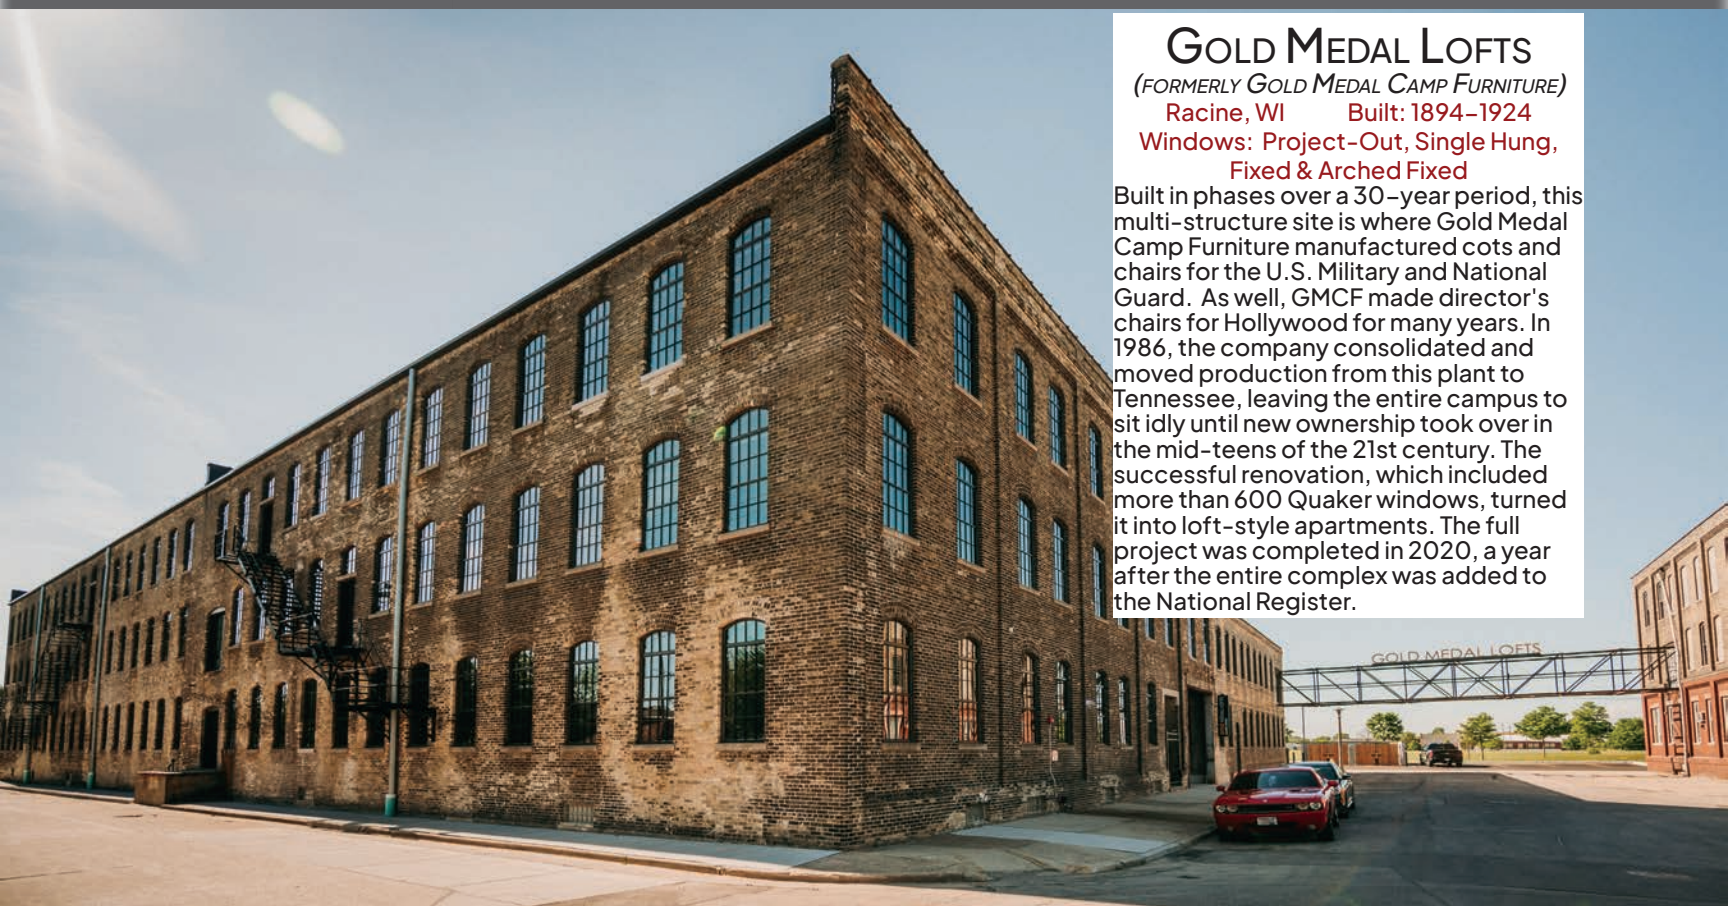 GOLD MEDAL LOFTS
(FORMERLY GOLD MEDAL CAMP FURNITURE)
Racine, WI Built: 1894–1924
Windows: Project-Out, Single Hung,
Fixed & Arched Fixed
Built in phases over a 30–year period, this
multi-structure site is where Gold Medal
Camp Furniture manufactured cots and
chairs for the U.S. Military and National
Guard. As well, GMCF made director's
chairs for Hollywood for many years. In
1986, the company consolidated and
moved production from this plant to
Tennessee, leaving the entire campus to
sit idly until new ownership took over in
the mid-teens of the 21st century. The
successful renovation, which included
more than 600 Quaker windows, turned
it into loft-style apartments. The full
project was completed in 2020, a year
after the entire complex was added to
the National Register.
GOLD MEDAL LOFTS